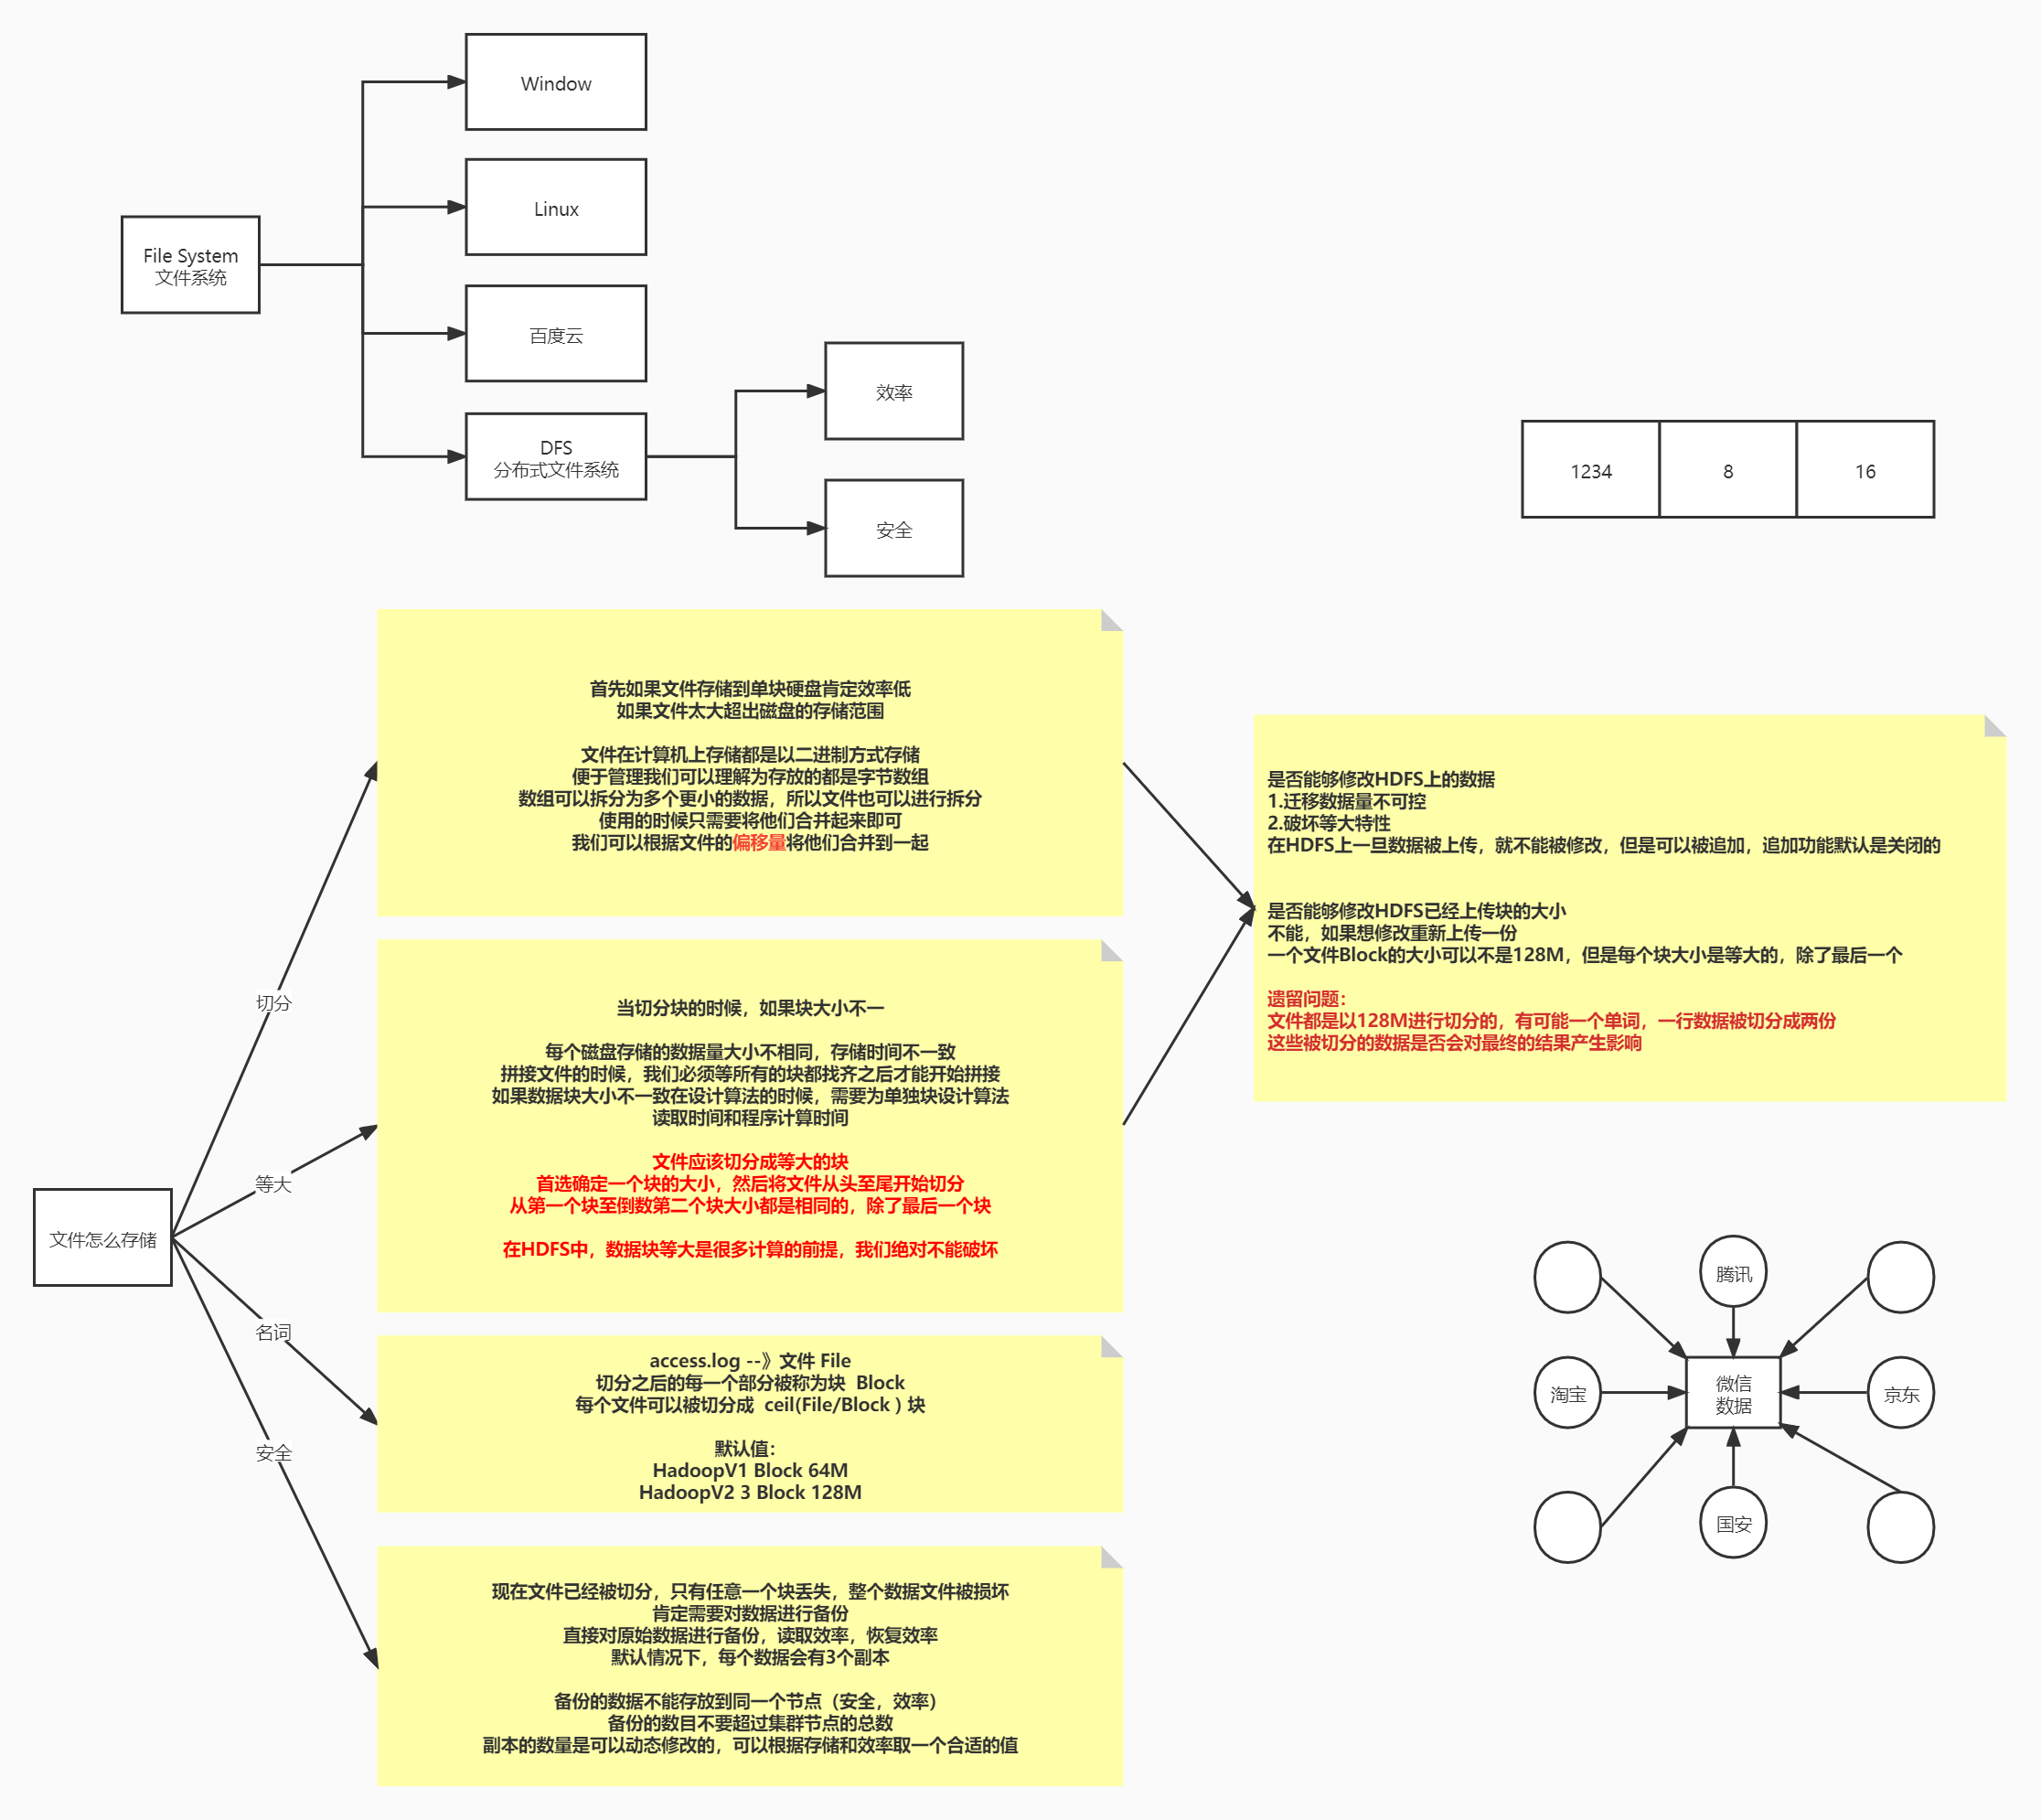 Window
Linux
File System
文件系统
百度云
效率
DFS
分布式文件系统
安全
1234
8
16
首先如果文件存储到单块硬盘肯定效率低
如果文件太大超出磁盘的存储范围
文件在计算机上存储都是以二进制方式存储
便于管理我们可以理解为存放的都是字节数组
数组可以拆分为多个更小的数据，所以文件也可以进行拆分
使用的时候只需要将他们合并起来即可
我们可以根据文件的偏移量将他们合并到一起
是否能够修改HDFS上的数据
1.迁移数据量不可控
2.破坏等大特性
在HDFS上一旦数据被上传，就不能被修改，但是可以被追加，追加功能默认是关闭的
是否能够修改HDFS已经上传块的大小
不能，如果想修改重新上传一份
一个文件Block的大小可以不是128M，但是每个块大小是等大的，除了最后一个
遗留问题：
文件都是以128M进行切分的，有可能一个单词，一行数据被切分成两份
这些被切分的数据是否会对最终的结果产生影响
切分
当切分块的时候，如果块大小不一
每个磁盘存储的数据量大小不相同，存储时间不一致
拼接文件的时候，我们必须等所有的块都找齐之后才能开始拼接
如果数据块大小不一致在设计算法的时候，需要为单独块设计算法
读取时间和程序计算时间
文件应该切分成等大的块
首选确定一个块的大小，然后将文件从头至尾开始切分
从第一个块至倒数第二个块大小都是相同的，除了最后一个块
在HDFS中，数据块等大是很多计算的前提，我们绝对不能破坏
等大
文件怎么存储
名词
access.log --》文件 File
切分之后的每一个部分被称为块  Block
每个文件可以被切分成  ceil(File/Block ) 块
默认值：
HadoopV1 Block 64M
HadoopV2 3 Block 128M
安全
现在文件已经被切分，只有任意一个块丢失，整个数据文件被损坏
肯定需要对数据进行备份
直接对原始数据进行备份，读取效率，恢复效率
默认情况下，每个数据会有3个副本
备份的数据不能存放到同一个节点（安全，效率）
备份的数目不要超过集群节点的总数
副本的数量是可以动态修改的，可以根据存储和效率取一个合适的值
腾讯
淘宝
微信
数据
京东
国安